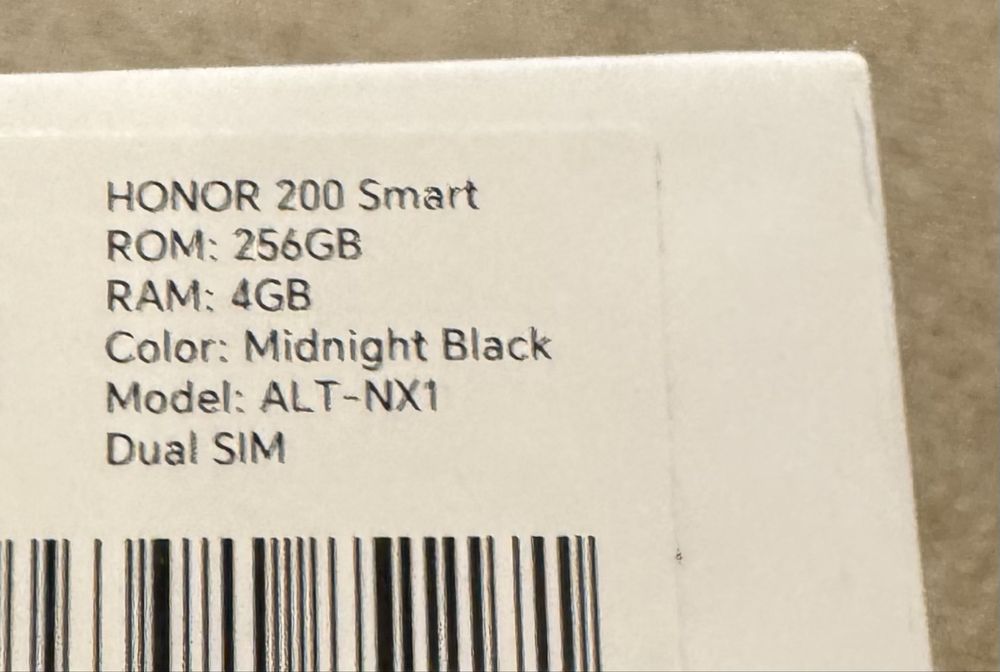 HONOR 200 Smart
ROM: 256GB
RAM: 4GB
Color: Midnight Black
Model: ALT-NX1
Dual SIM